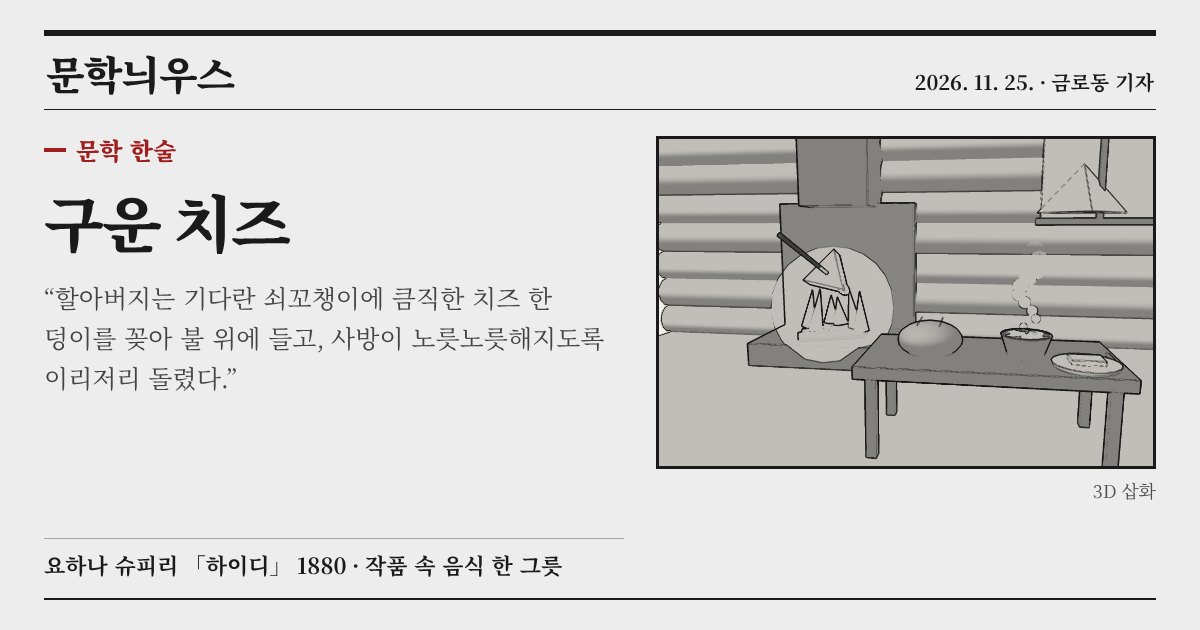 문학늬우스
2026. 11. 25. · 금로동 기자
문학 한술
구운 치즈
“할아버지는 기다란 쇠꼬챙이에 큼직한 치즈 한
덩이를 꽂아 불 위에 들고, 사방이 노릇노릇해지도록
이리저리 돌렸다.”
3D 삽화
요하나 슈피리 「하이디」 1880 · 작품 속 음식 한 그릇